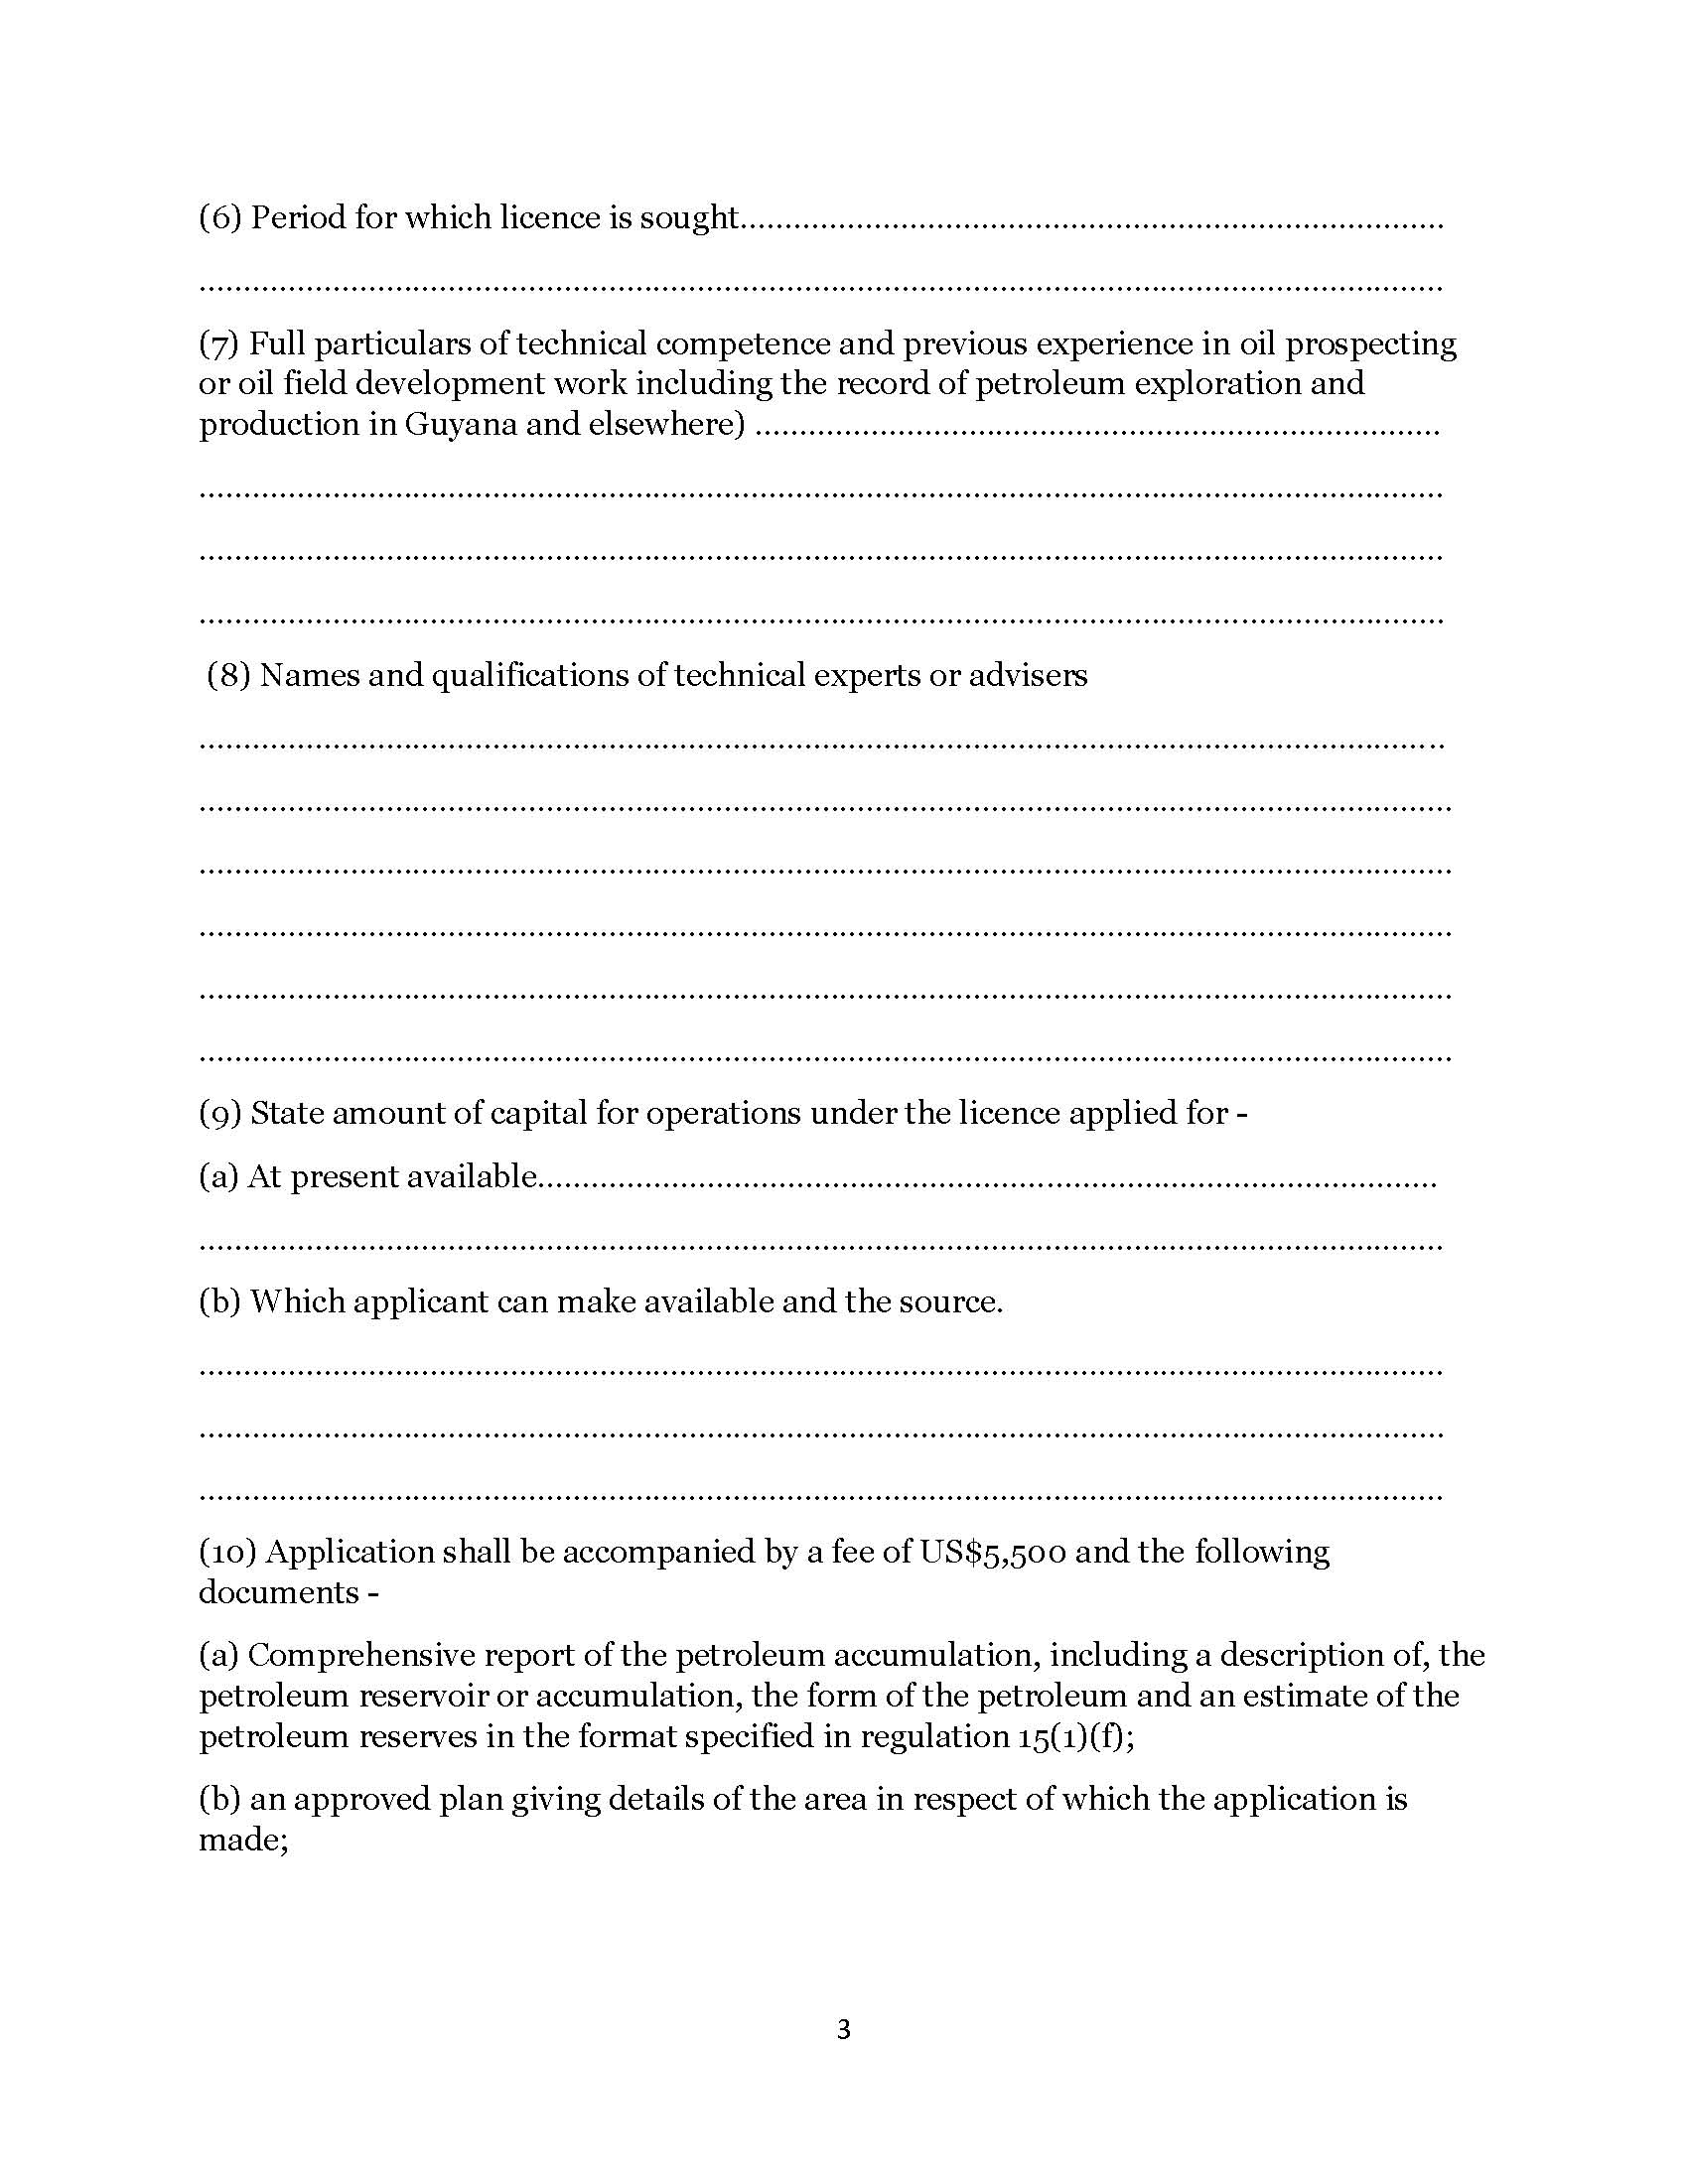 (6) Period for which licence is sought...............................................................................
............................................................................................................................................
(7) Full particulars of technical competence and previous experience in oil prospecting
or oil field development work including the record of petroleum exploration and
production in Guyana and elsewhere) .............................................................................
............................................................................................................................................
............................................................................................................................................
............................................................................................................................................
(8) Names and qualifications of technical experts or advisers
............................................................................................................................................
.............................................................................................................................................
.............................................................................................................................................
.............................................................................................................................................
.............................................................................................................................................
.............................................................................................................................................
(9) State amount of capital for operations under the licence applied for -
(a) At present available.....................................................................................................
............................................................................................................................................
(b) Which applicant can make available and the source.
............................................................................................................................................
............................................................................................................................................
............................................................................................................................................
(10) Application shall be accompanied by a fee of US$5,500 and the following
documents -
(a) Comprehensive report of the petroleum accumulation, including a description of, the
petroleum reservoir or accumulation, the form of the petroleum and an estimate of the
petroleum reserves in the format specified in regulation 15(1)(f);
(b) an approved plan giving details of the area in respect of which the application is
made;
3